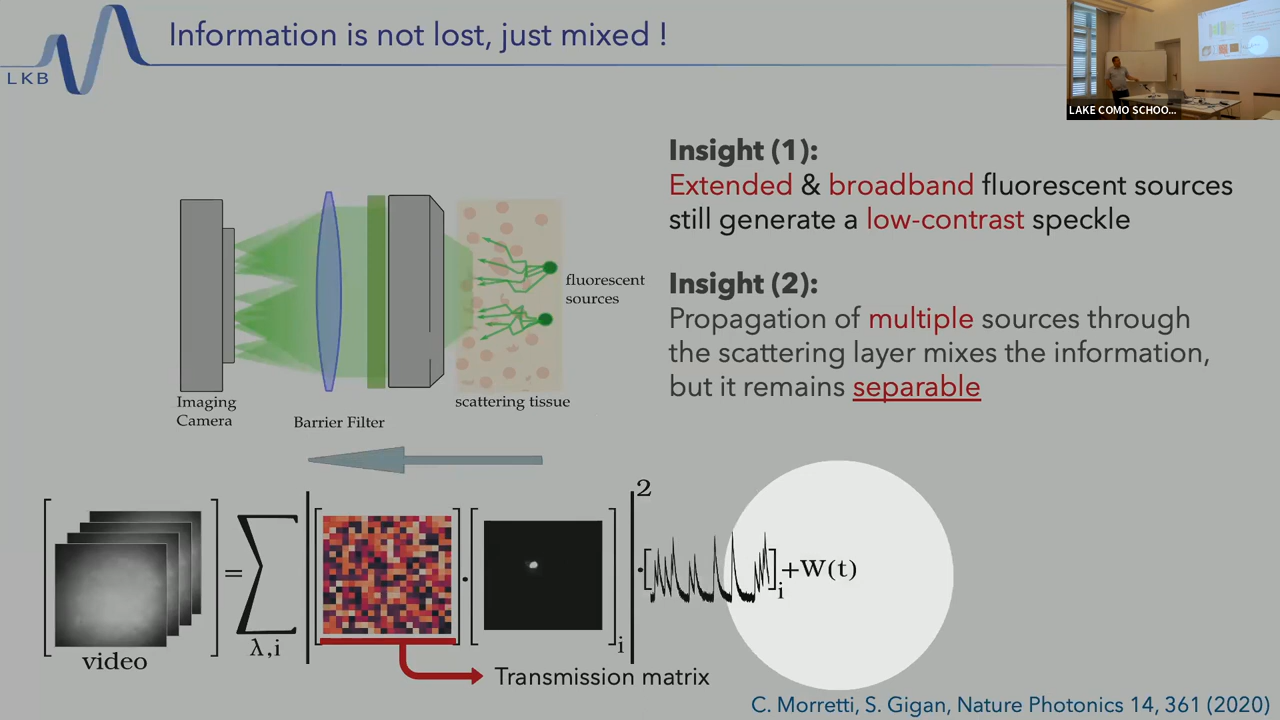 Information is not lost, just mixed !
LKB
LAKE COMO SCHOO...
Insight (1):
Extended & broadband fluorescent sources
still generate a low-contrast speckle
Insight (2):
Propagation of multiple sources through
the scattering layer mixes the information,
but it remains separable
fluorescent
sources
scattering tissue
Imaging
Camera
Barrier Filter
video
=
∑
λ,i
i
2
i
+W(t)
Transmission matrix
C. Morretti, S. Gigan, Nature Photonics 14, 361 (2020)